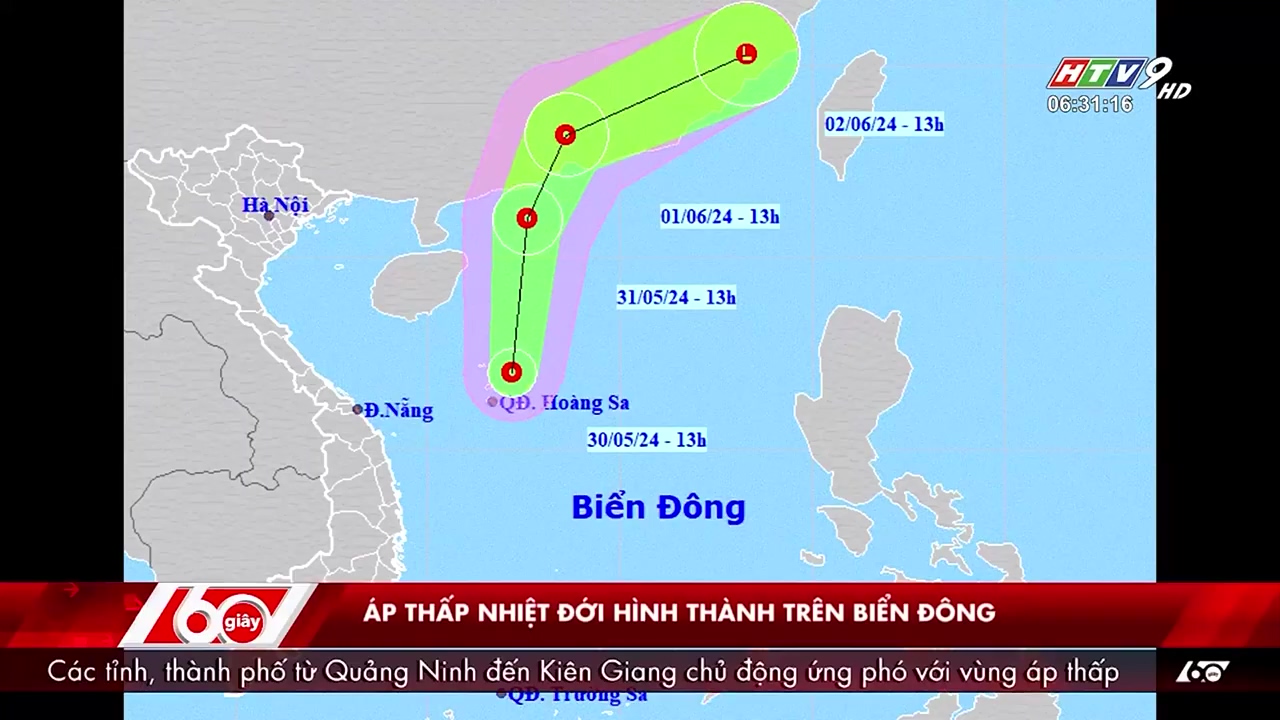 HTV9 HD
06:31:16
02/06/24 - 13h
Hà Nội
01/06/24 - 13h
31/05/24 - 13h
Đ.Nẵng
QĐ. Hoàng Sa
30/05/24 - 13h
Biển Đông
60 giây
ÁP THẤP NHIỆT ĐỚI HÌNH THÀNH TRÊN BIỂN ĐÔNG
Các tỉnh, thành phố từ Quảng Ninh đến Kiên Giang chủ động ứng phó với vùng áp thấp
60 giây
QĐ. Trường Sa